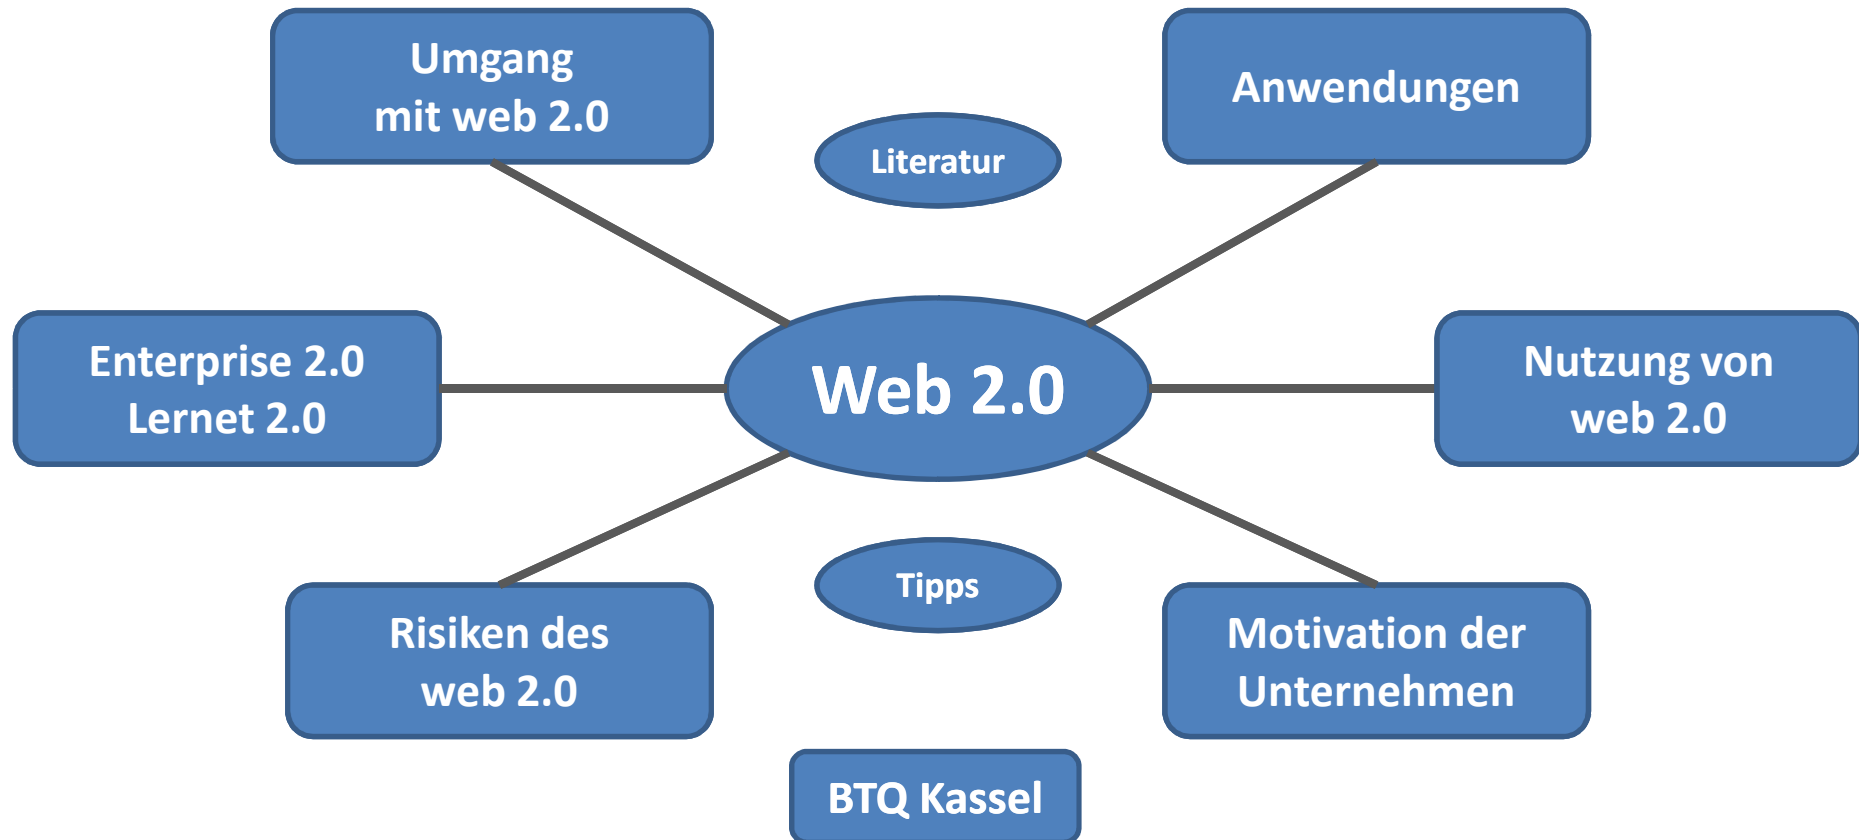 Umgang
mit web 2.0
Anwendungen
Literatur
Enterprise 2.0
Lernet 2.0
Web 2.0
Nutzung von
web 2.0
Risiken des
web 2.0
Tipps
Motivation der
Unternehmen
BTQ Kassel